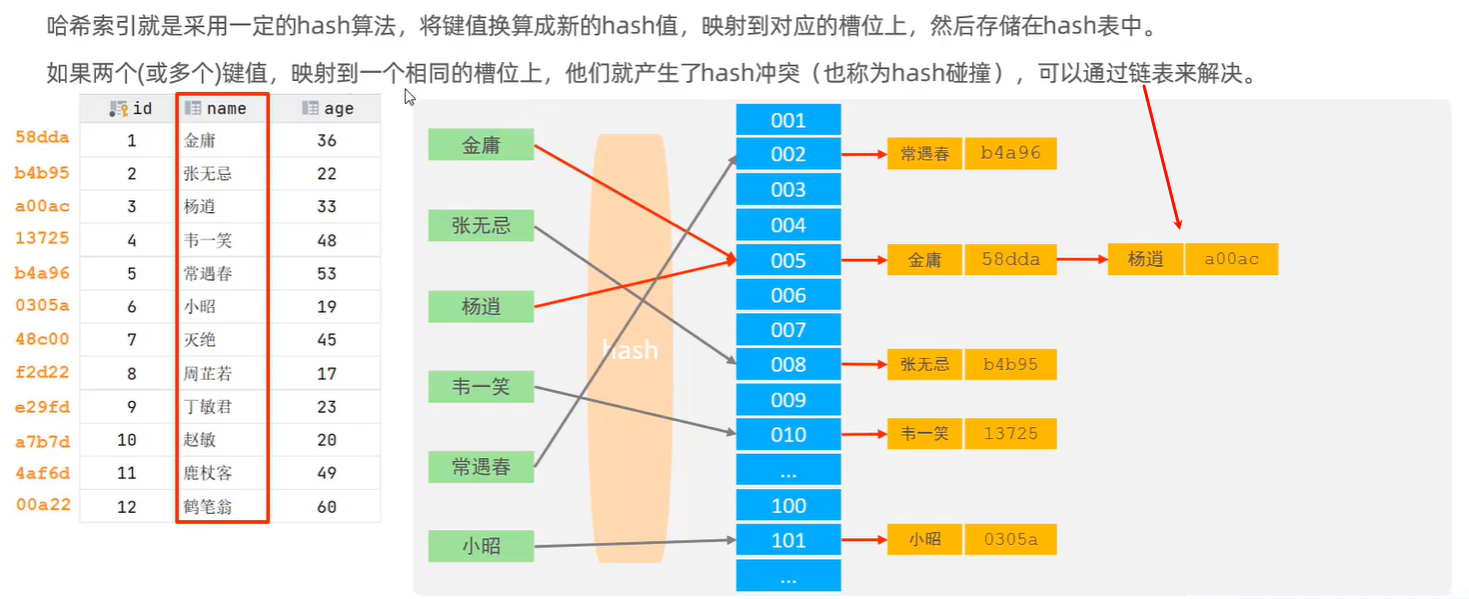 哈希索引就是采用一定的hash算法，将键值换算成新的hash值，映射到对应的槽位上，然后存储在hash表中。
如果两个(或多个)键值，映射到一个相同的槽位上，他们就产生了hash冲突（也称为hash碰撞），可以通过链表来解决。
id name age
58dda 1 金庸 36
b4b95 2 张无忌 22
a00ac 3 杨逍 33
13725 4 韦一笑 48
b4a96 5 常遇春 53
0305a 6 小昭 19
48c00 7 灭绝 45
f2d22 8 周芷若 17
e29fd 9 丁敏君 23
a7b7d 10 赵敏 20
4af6d 11 鹿杖客 49
00a22 12 鹤笔翁 60
金庸
张无忌
杨逍
韦一笑
常遇春
小昭
hash
001
002 常遇春 b4a96
003
004
005 金庸 58dda 杨逍 a00ac
006
007
008 张无忌 b4b95
009
010 韦一笑 13725
...
100
101 小昭 0305a
...